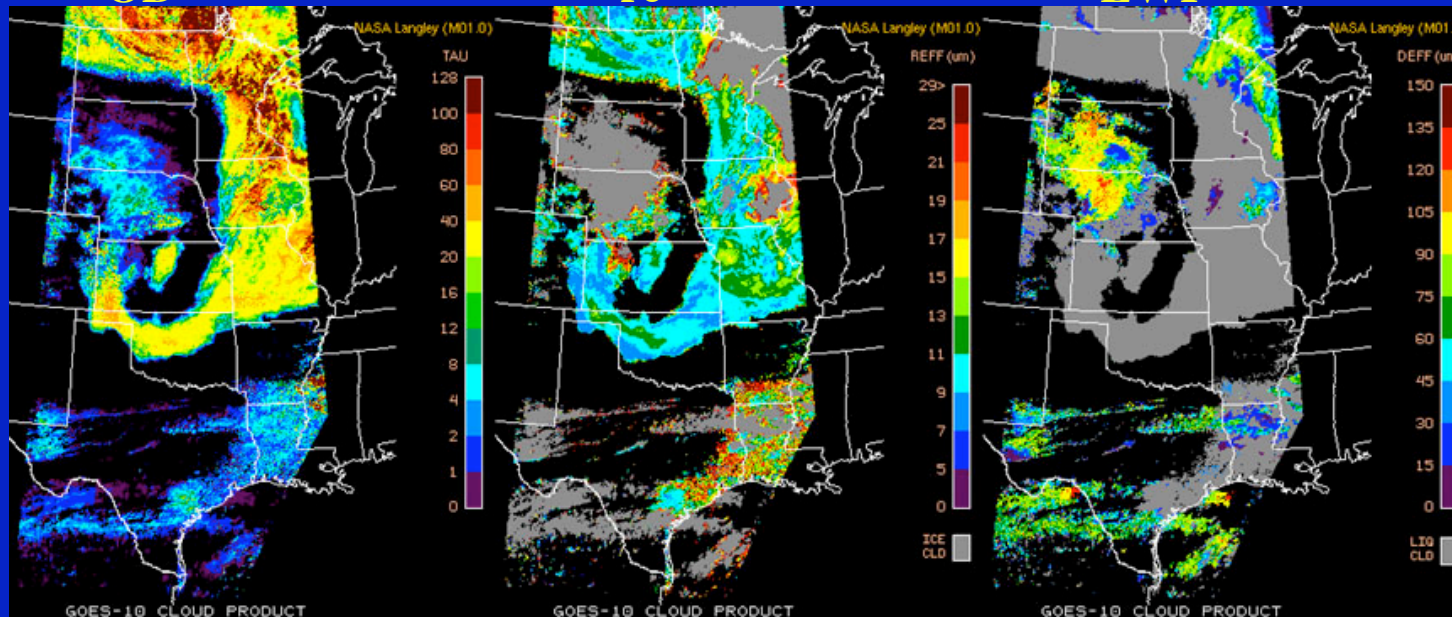 NASA Langley (M01.0)
TAU
128
100
80
60
40
20
16
12
8
4
2
1
0
GOES-10 CLOUD PRODUCT
NASA Langley (M01.0)
REFF (um)
29>
25
21
19
17
15
13
11
9
7
5
0
ICE
CLD
GOES-10 CLOUD PRODUCT
NASA Langley (M01.
DEFF (um
150
135
120
105
90
75
60
45
30
15
0
LIQ
CLD
GOES-10 CLOUD PRODUCT